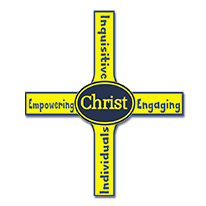 Inquisitive
Empowering Christ Engaging
Individuals